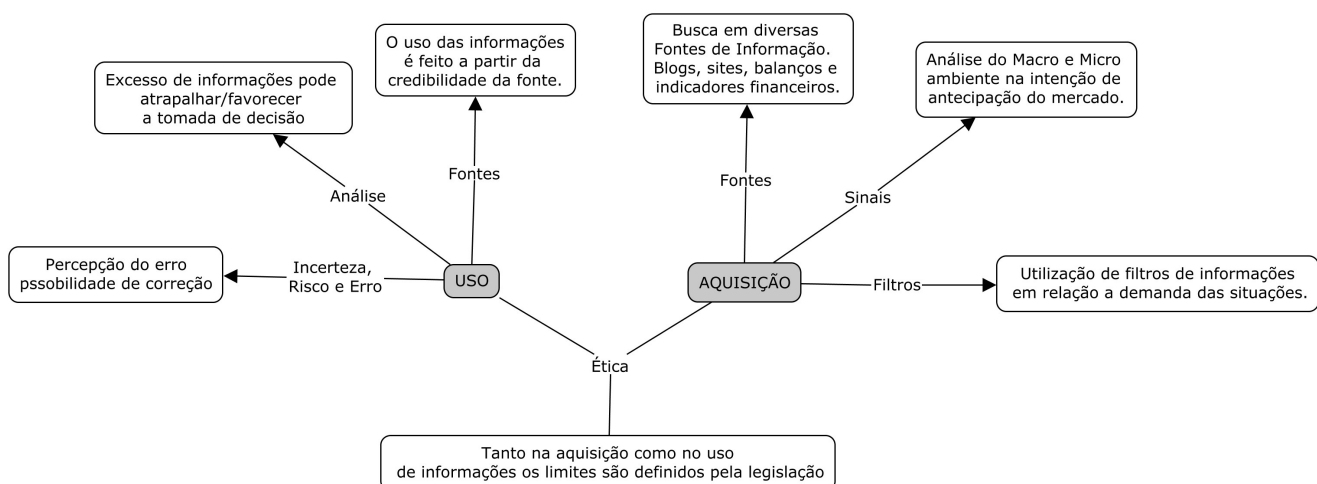 O uso das informações
é feito a partir da
credibilidade da fonte.
Busca em diversas
Fontes de Informação.
Blogs, sites, balanços e
indicadores financeiros.
Análise do Macro e Micro
ambiente na intenção de
antecipação do mercado.
Excesso de informações pode
atrapalhar/favorecer
a tomada de decisão
Fontes
Fontes
Análise
Sinais
Percepção do erro
pssobilidade de correção
Incerteza,
Risco e Erro
USO
AQUISIÇÃO
Filtros
Utilização de filtros de informações
em relação a demanda das situações.
Ética
Tanto na aquisição como no uso
de informações os limites são definidos pela legislação